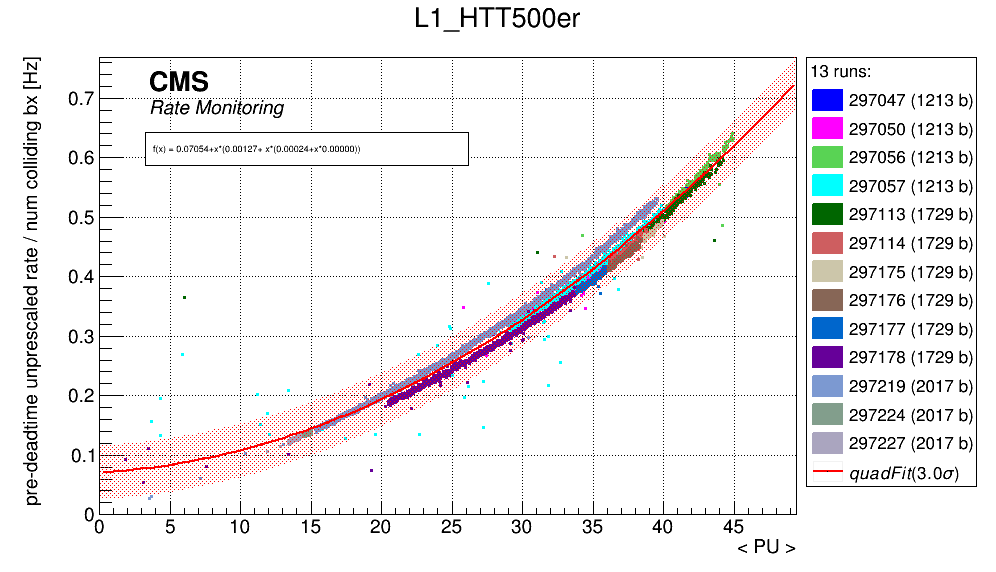 L1_HTT500er
pre-deadtime unprescaled rate / num colliding bx [Hz]
CMS
Rate Monitoring
f(x) = 0.07054+x*(0.00127+ x*(0.00024+x*0.00000))
0.7
0.6
0.5
0.4
0.3
0.2
0.1
0
0 5 10 15 20 25 30 35 40 45
< PU >
13 runs:
297047 (1213 b)
297050 (1213 b)
297056 (1213 b)
297057 (1213 b)
297113 (1729 b)
297114 (1729 b)
297175 (1729 b)
297176 (1729 b)
297177 (1729 b)
297178 (1729 b)
297219 (2017 b)
297224 (2017 b)
297227 (2017 b)
quadFit(3.0σ)